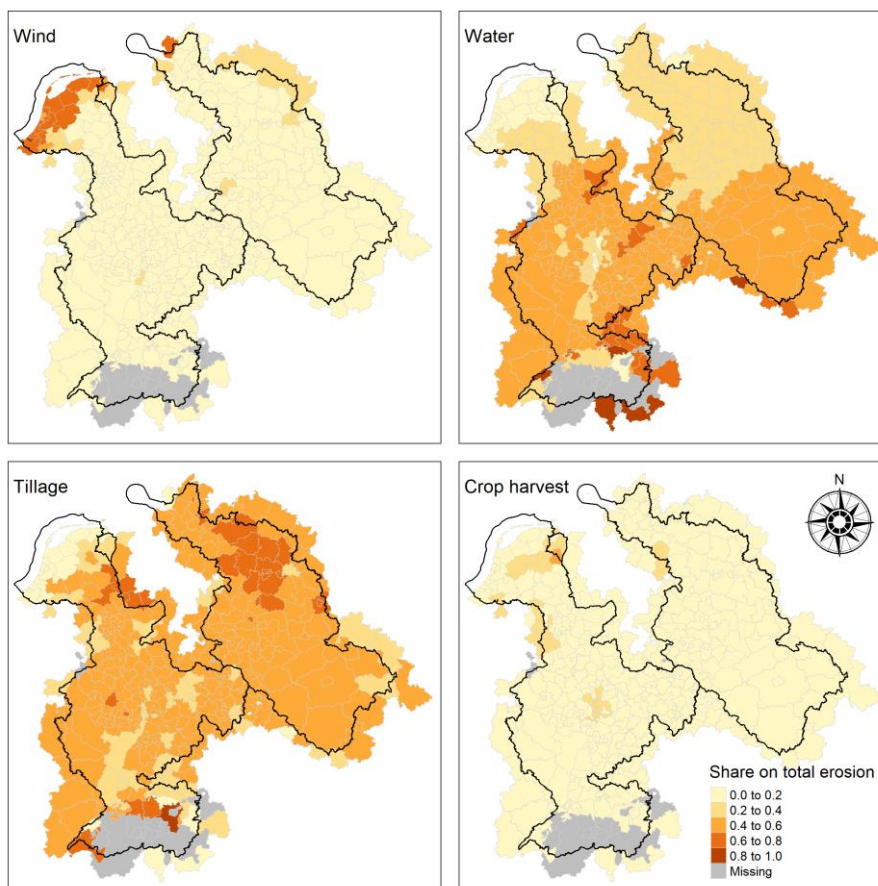 Wind
Water
Tillage
Crop harvest
N
Share on total erosion
0.0 to 0.2
0.2 to 0.4
0.4 to 0.6
0.6 to 0.8
0.8 to 1.0
Missing